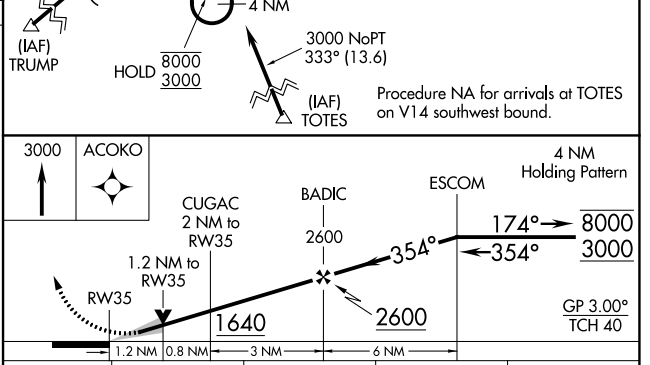 4 NM
(IAF)
TRUMP
HOLD
8000
3000
3000 NoPT
333° (13.6)
(IAF)
TOTES
Procedure NA for arrivals at TOTES
on V14 southwest bound.
3000
ACOKO
4 NM
Holding Pattern
CUGAC
2 NM to
RW35
BADIC
ESCOM
2600
354°
174°
354°
8000
3000
1.2 NM to
RW35
RW35
1640
2600
GP 3.00°
TCH 40
1.2 NM
0.8 NM
3 NM
6 NM